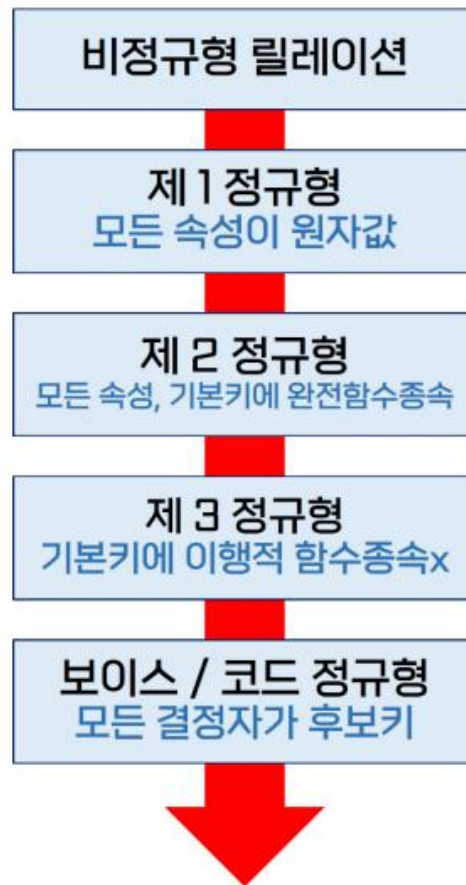 비정규형 릴레이션
제 1 정규형
모든 속성이 원자값
제 2 정규형
모든 속성, 기본키에 완전함수종속
제 3 정규형
기본키에 이행적 함수종속x
보이스 / 코드 정규형
모든 결정자가 후보키